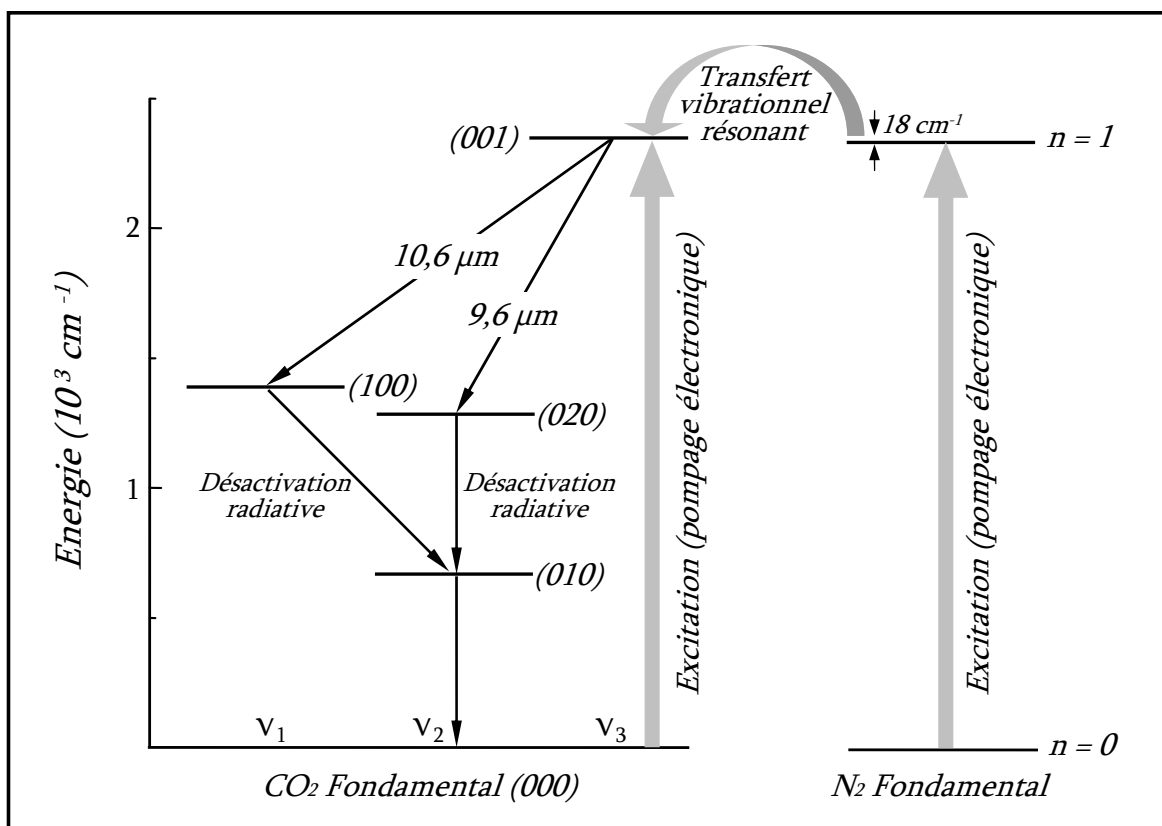 Transfert
vibrationnel
résonant
(001)
18 cm⁻¹
n = 1
2
10,6 μm
9,6 μm
Energie (10³ cm⁻¹)
Excitation (pompage électronique)
Excitation (pompage électronique)
(100)
(020)
1
Désactivation
radiative
Désactivation
radiative
(010)
ν₁
ν₂
ν₃
n = 0
CO₂ Fondamental (000)
N₂ Fondamental